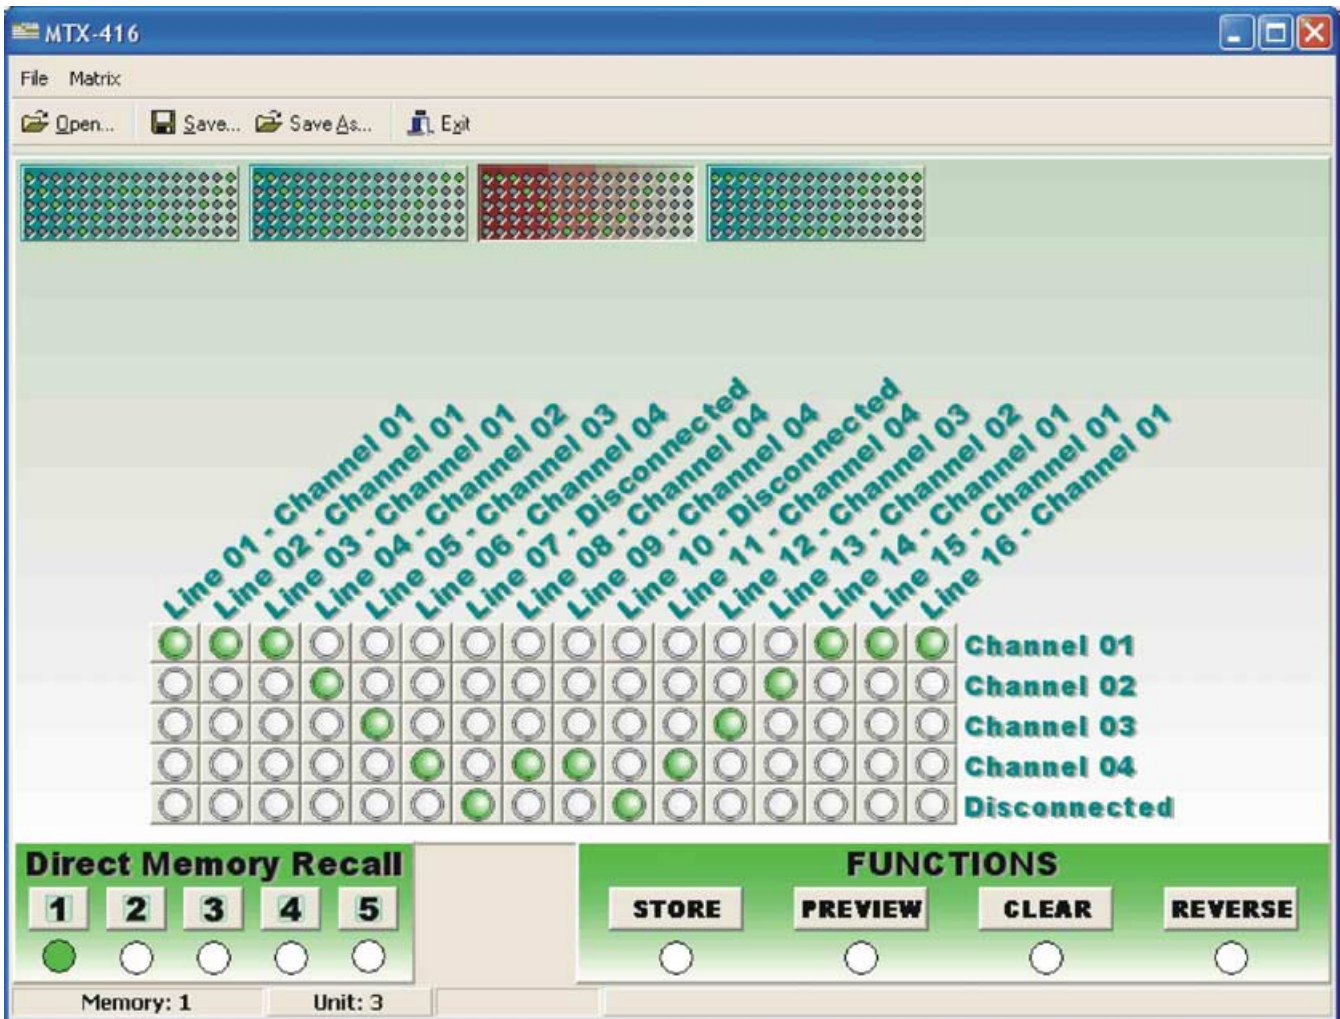 MTX-416
File Matrix
Open... Save... Save As... Exit
Line 01 - Channel 01
Line 02 - Channel 01
Line 03 - Channel 01
Line 04 - Channel 02
Line 05 - Channel 03
Line 06 - Channel 04
Line 07 - Disconnected
Line 08 - Channel 04
Line 09 - Channel 04
Line 10 - Disconnected
Line 11 - Channel 04
Line 12 - Channel 03
Line 13 - Channel 02
Line 14 - Channel 01
Line 15 - Channel 01
Line 16 - Channel 01
Channel 01
Channel 02
Channel 03
Channel 04
Disconnected
Direct Memory Recall
1 2 3 4 5
FUNCTIONS
STORE PREVIEW CLEAR REVERSE
Memory: 1 Unit: 3